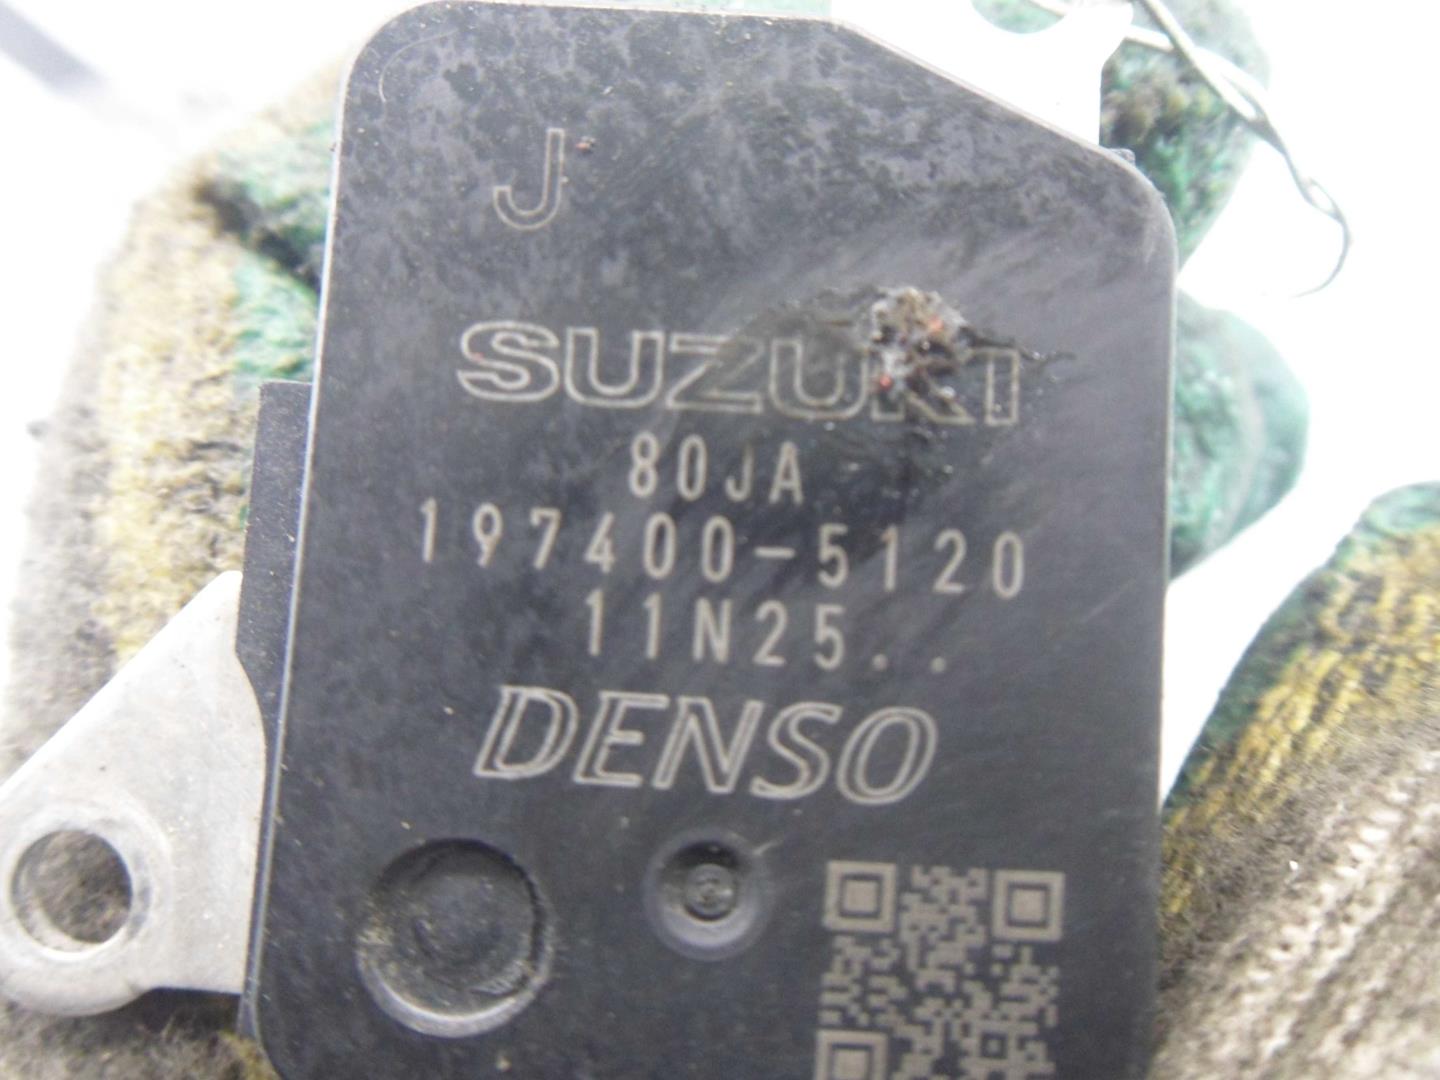 J
SUZUKI
80JA
197400-5120
11N25..
DENSO